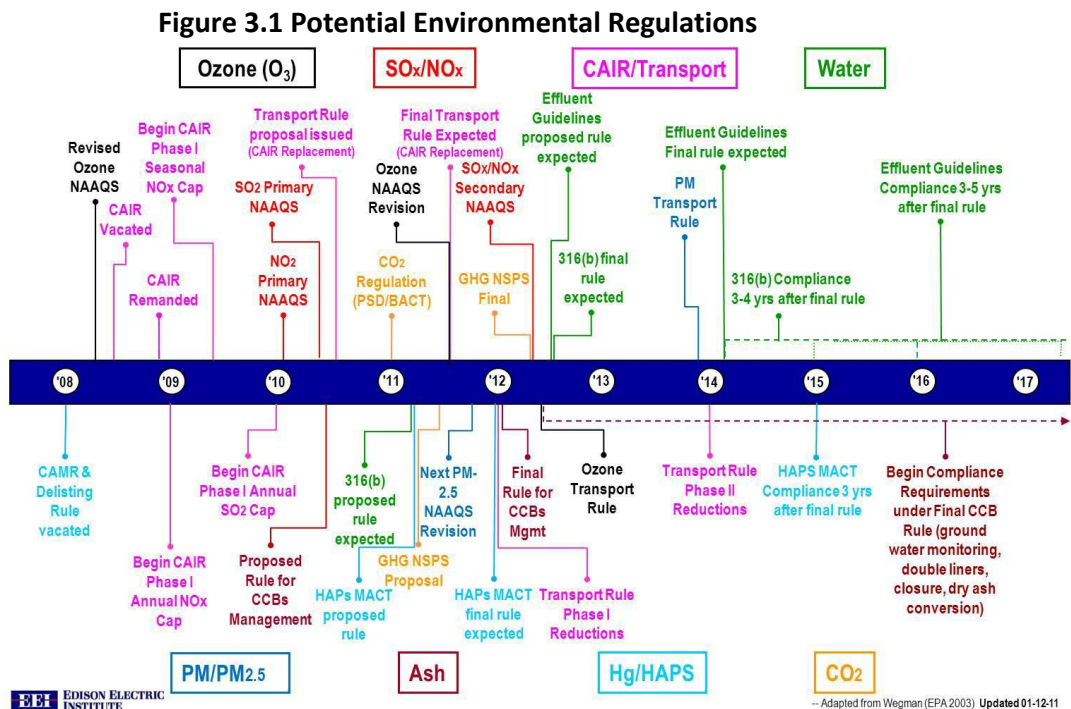 Figure 3.1 Potential Environmental Regulations
Ozone (O3)
SOx/NOx
CAIR/Transport
Water
Revised
Ozone
NAAQS
CAIR
Vacated
Begin CAIR
Phase I
Seasonal
NOx Cap
CAIR
Remanded
Transport Rule
proposal issued
(CAIR Replacement)
SO2 Primary
NAAQS
NO2
Primary
NAAQS
Ozone
NAAQS
Revision
CO2
Regulation
(PSD/BACT)
Final Transport
Rule Expected
(CAIR Replacement)
SOx/NOx
Secondary
NAAQS
GHG NSPS
Final
Effluent
Guidelines
proposed rule
expected
316(b) final
rule
expected
PM
Transport
Rule
Effluent Guidelines
Final rule expected
316(b) Compliance
3-4 yrs after final rule
Effluent Guidelines
Compliance 3-5 yrs
after final rule
'08
'09
'10
'11
'12
'13
'14
'15
'16
'17
CAMR &
Delisting
Rule
vacated
Begin CAIR
Phase I
Annual NOx
Cap
Begin CAIR
Phase I Annual
SO2 Cap
Proposed
Rule for
CCBs
Management
316(b)
proposed
rule
expected
HAPs MACT
proposed
rule
GHG NSPS
Proposal
Next PM-
2.5
NAAQS
Revision
HAPs MACT
final rule
expected
Final
Rule for
CCBs
Mgmt
Transport Rule
Phase I
Reductions
Ozone
Transport
Rule
Transport Rule
Phase II
Reductions
HAPS MACT
Compliance 3 yrs
after final rule
Begin Compliance
Requirements
under Final CCB
Rule (ground
water monitoring,
double liners,
closure, dry ash
conversion)
PM/PM2.5
Ash
Hg/HAPS
CO2
EEI EDISON ELECTRIC
INSTITUTE
-- Adapted from Wegman (EPA 2003) Updated 01-12-11